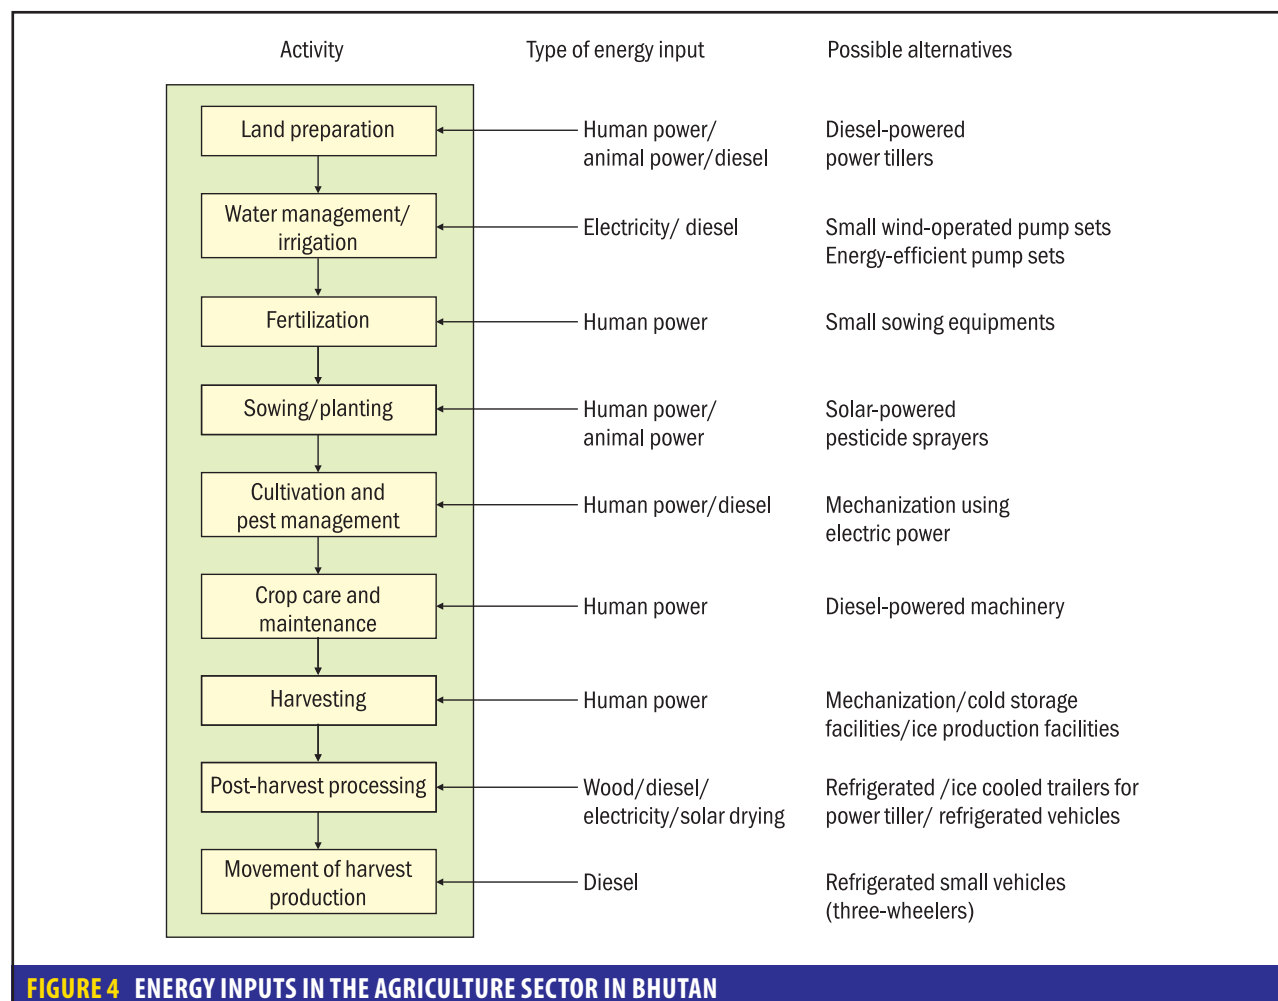 Activity Type of energy input Possible alternatives
Land preparation Human power/ Diesel-powered
animal power/diesel power tillers
Water management/
irrigation Electricity/ diesel Small wind-operated pump sets
Energy-efficient pump sets
Fertilization Human power Small sowing equipments
Sowing/planting Human power/ Solar-powered
animal power pesticide sprayers
Cultivation and
pest management Human power/diesel Mechanization using
electric power
Crop care and
maintenance Human power Diesel-powered machinery
Harvesting Human power Mechanization/cold storage
facilities/ice production facilities
Post-harvest processing Wood/diesel/ Refrigerated /ice cooled trailers for
electricity/solar drying power tiller/ refrigerated vehicles
Movement of harvest
production Diesel Refrigerated small vehicles
(three-wheelers)
FIGURE 4 ENERGY INPUTS IN THE AGRICULTURE SECTOR IN BHUTAN